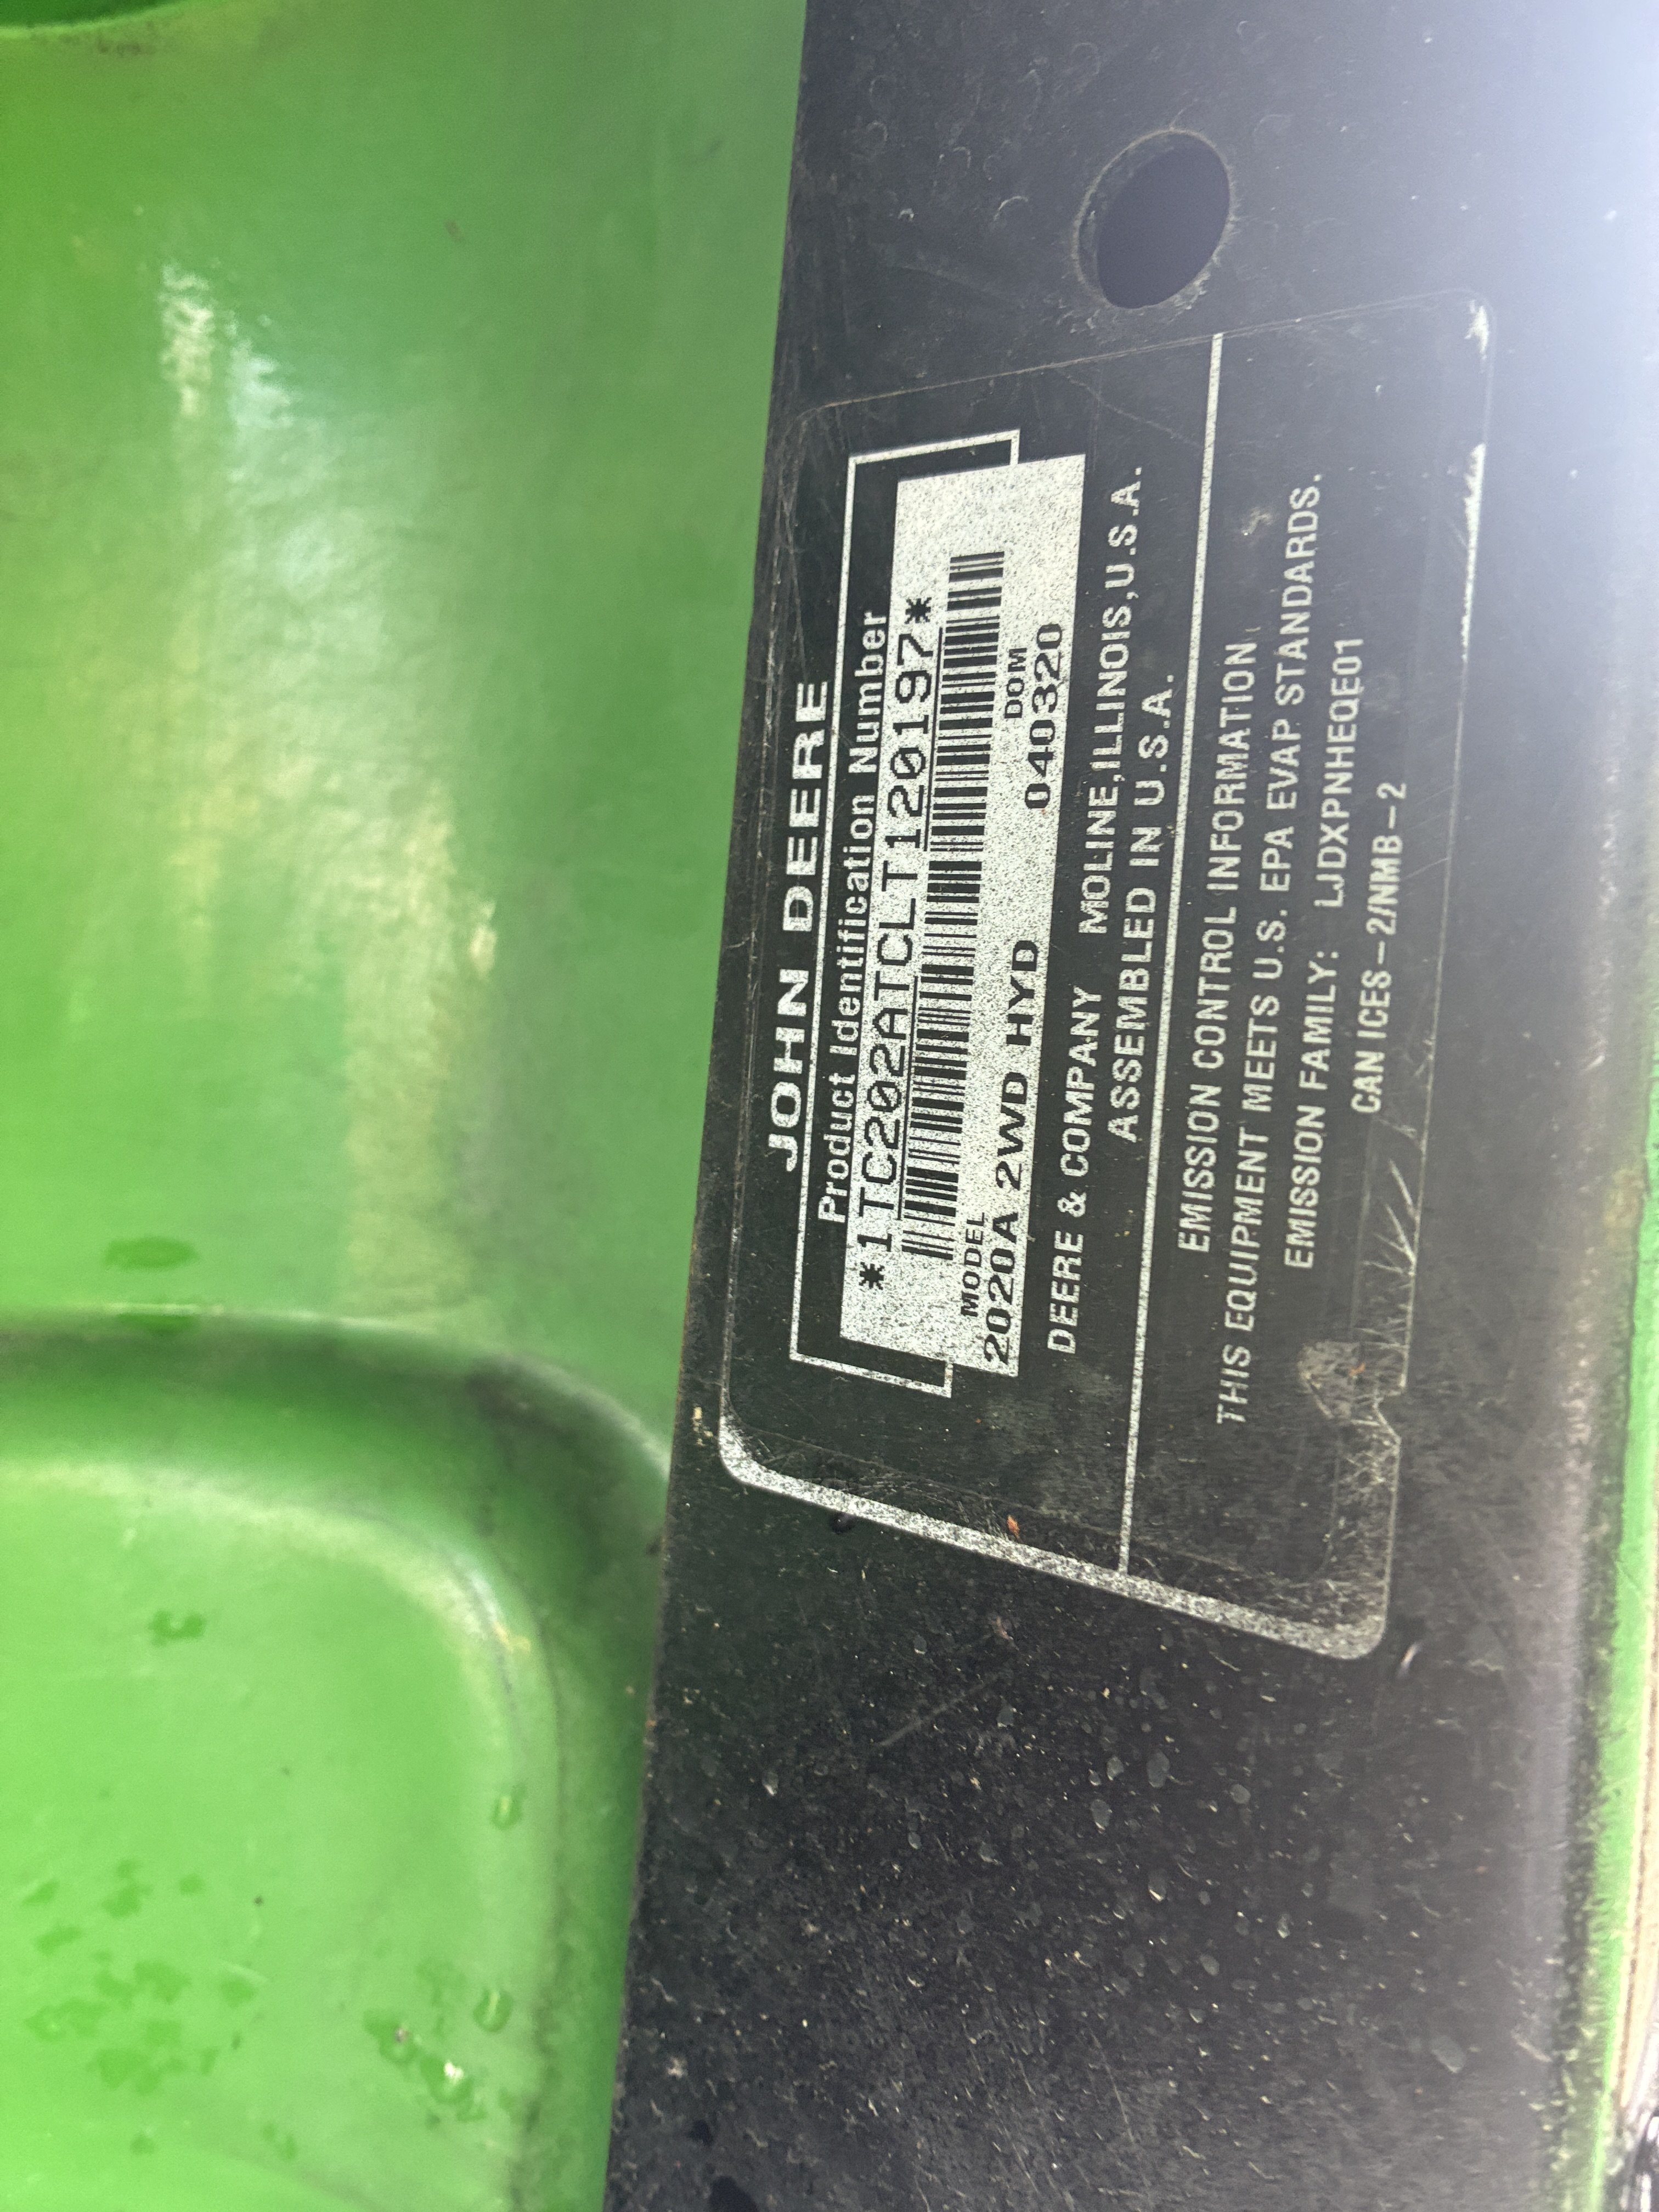 JOHN DEERE
Product Identification Number
*1TC202ATCLT120197*
MODEL DOM
2020A 2WD HYD 040320
DEERE & COMPANY MOLINE,ILLINOIS,U.S.A.
ASSEMBLED IN U.S.A.
EMISSION CONTROL INFORMATION
THIS EQUIPMENT MEETS U.S. EPA EVAP STANDARDS.
EMISSION FAMILY: LJDXPNHEQE01
CAN ICES-2/NMB-2